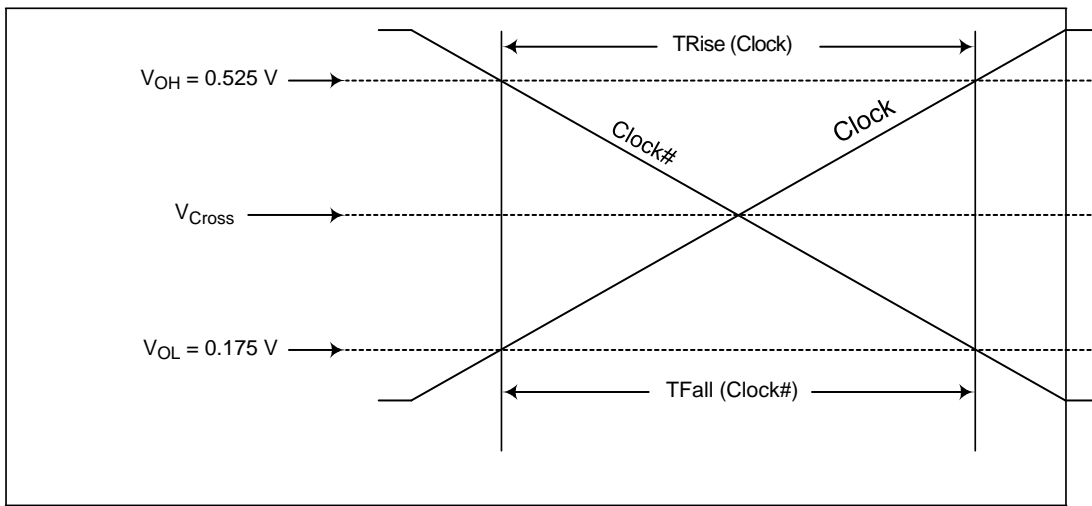 TRise (Clock)
VOH = 0.525 V
Clock#
Clock
VCross
VOL = 0.175 V
TFall (Clock#)